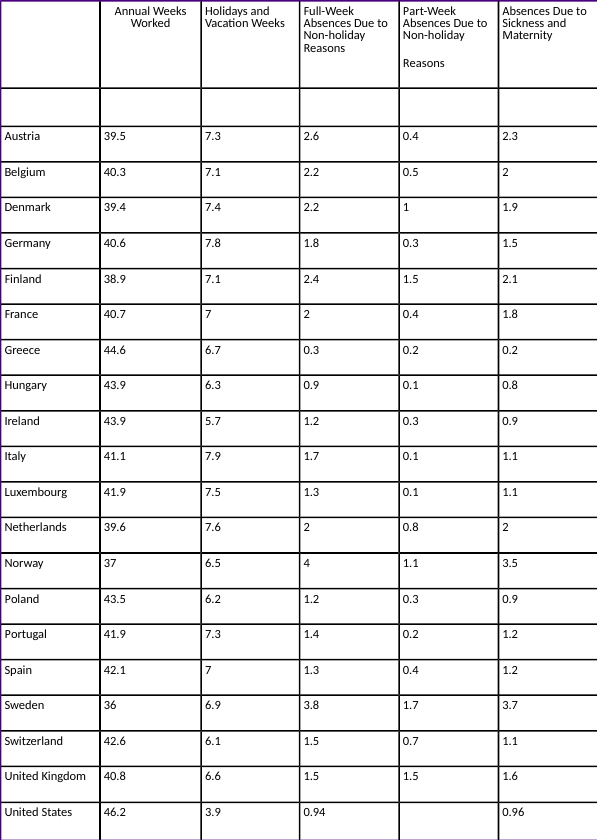 Annual Weeks Worked | Holidays and Vacation Weeks | Full-Week Absences Due to Non-holiday Reasons | Part-Week Absences Due to Non-holiday Reasons | Absences Due to Sickness and Maternity
Austria 39.5 7.3 2.6 0.4 2.3
Belgium 40.3 7.1 2.2 0.5 2
Denmark 39.4 7.4 2.2 1 1.9
Germany 40.6 7.8 1.8 0.3 1.5
Finland 38.9 7.1 2.4 1.5 2.1
France 40.7 7 2 0.4 1.8
Greece 44.6 6.7 0.3 0.2 0.2
Hungary 43.9 6.3 0.9 0.1 0.8
Ireland 43.9 5.7 1.2 0.3 0.9
Italy 41.1 7.9 1.7 0.1 1.1
Luxembourg 41.9 7.5 1.3 0.1 1.1
Netherlands 39.6 7.6 2 0.8 2
Norway 37 6.5 4 1.1 3.5
Poland 43.5 6.2 1.2 0.3 0.9
Portugal 41.9 7.3 1.4 0.2 1.2
Spain 42.1 7 1.3 0.4 1.2
Sweden 36 6.9 3.8 1.7 3.7
Switzerland 42.6 6.1 1.5 0.7 1.1
United Kingdom 40.8 6.6 1.5 1.5 1.6
United States 46.2 3.9 0.94 0.96